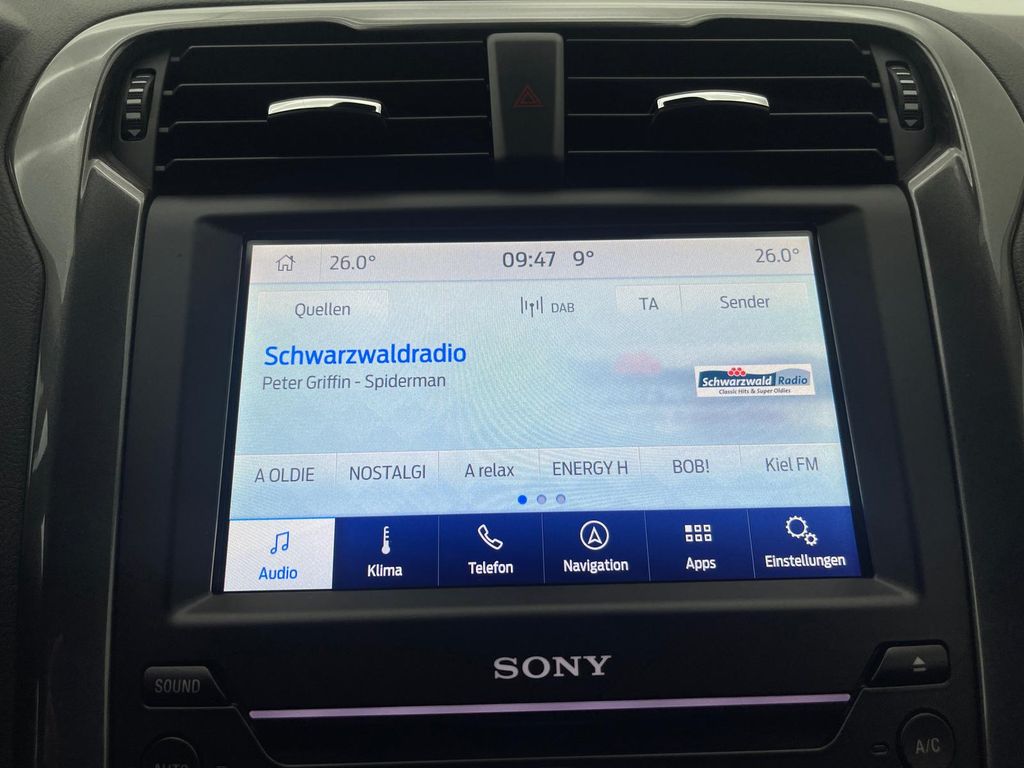 26.0° 09:47 9° 26.0°
Quellen DAB TA Sender
Schwarzwaldradio
Peter Griffin - Spiderman
Schwarzwald Radio
Classic Hits & Super Oldies
A OLDIE NOSTALGI A relax ENERGY H BOB! Kiel FM
Audio Klima Telefon Navigation Apps Einstellungen
SONY
SOUND
AUTO A/C